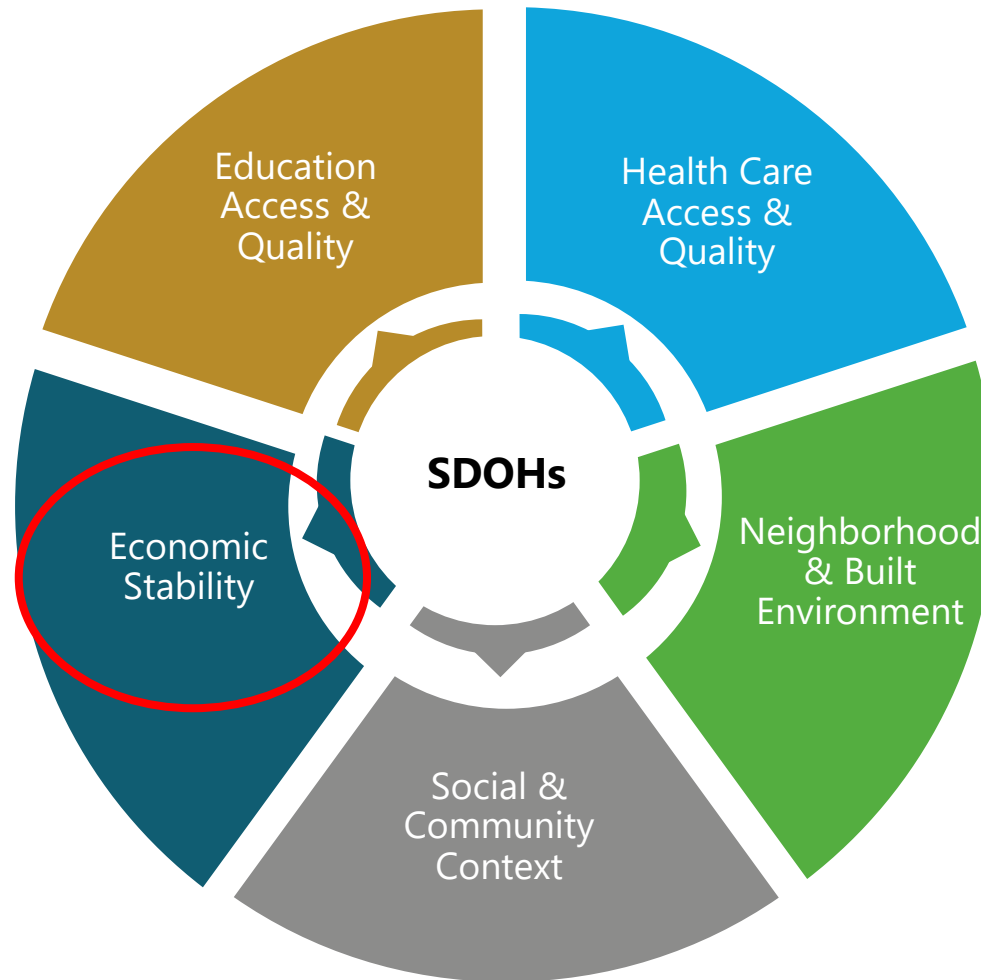 Education
Access &
Quality
Health Care
Access &
Quality
SDOHs
Economic
Stability
Neighborhood
& Built
Environment
Social &
Community
Context